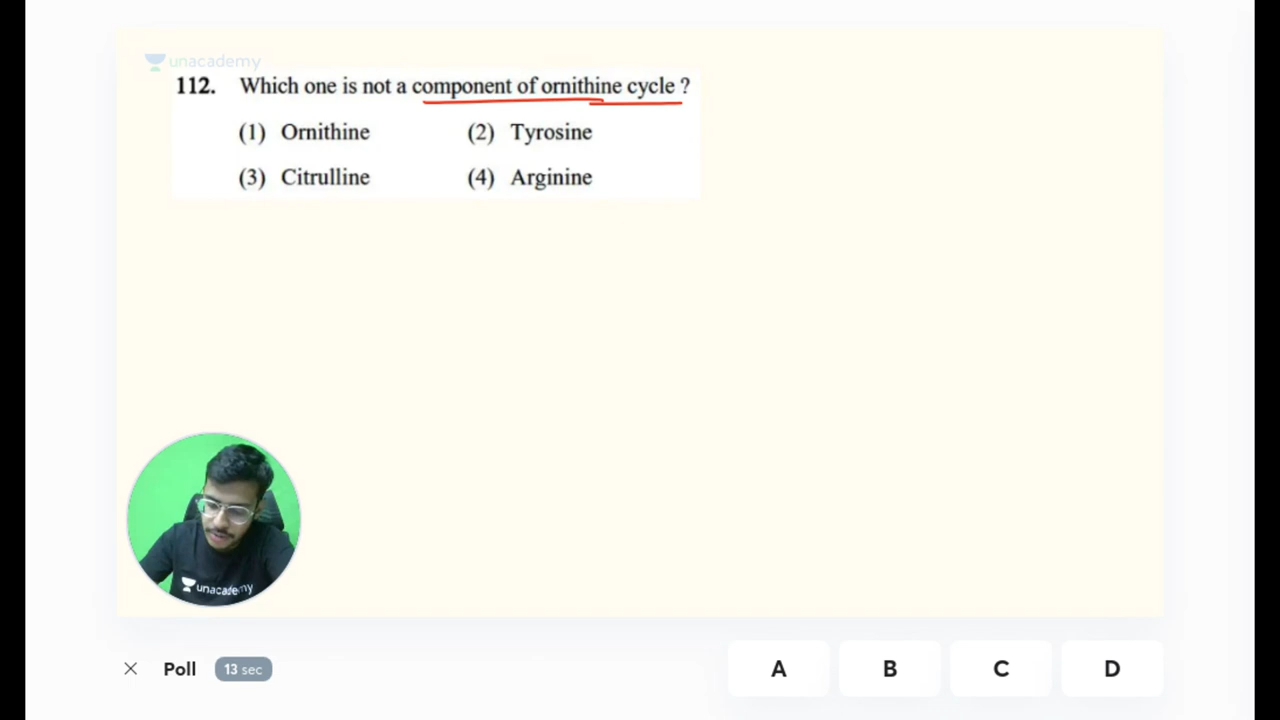 unacademy
112. Which one is not a component of ornithine cycle ?
(1) Ornithine (2) Tyrosine
(3) Citrulline (4) Arginine
unacademy
Poll 13 sec A B C D